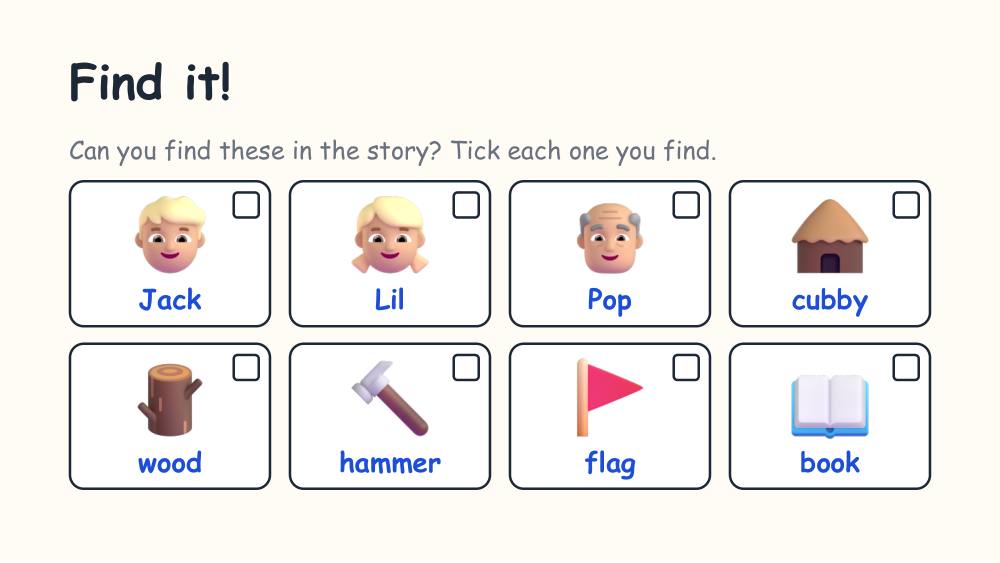 Find it!
Can you find these in the story? Tick each one you find.
Jack
Lil
Pop
cubby
wood
hammer
flag
book